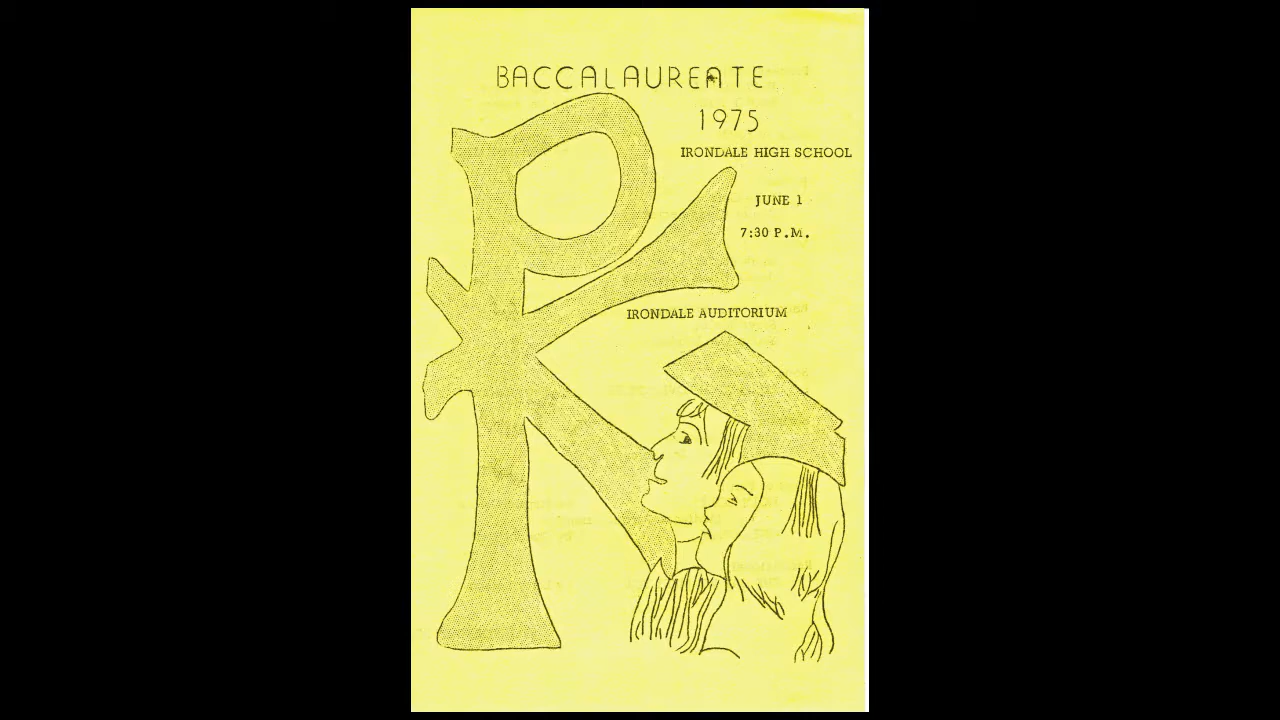 BACCALAUREATE
1975
IRONDALE HIGH SCHOOL
JUNE 1
7:30 P.M.
IRONDALE AUDITORIUM